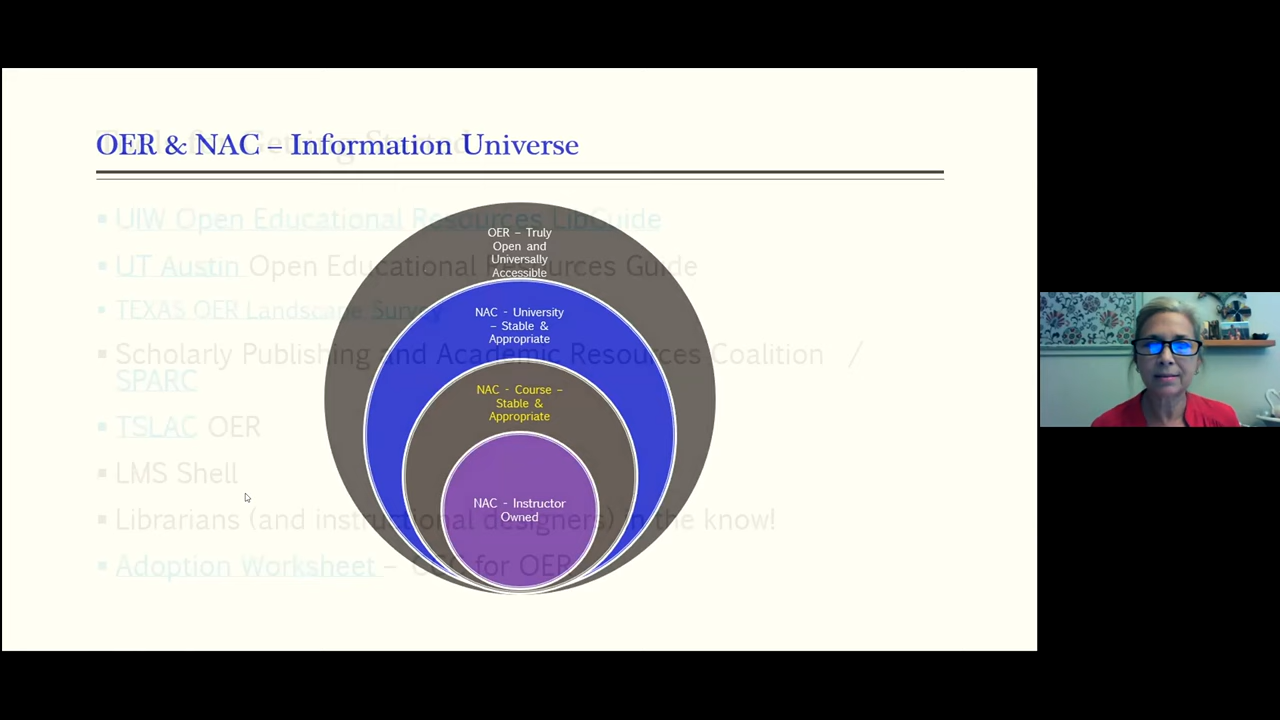 OER & NAC – Information Universe
OER – Truly
Open and
Universally
Accessible
NAC - University
– Stable &
Appropriate
NAC - Course –
Stable &
Appropriate
NAC - Instructor
Owned
▪ UIW Open Educational Resources LibGuide
▪ UT Austin Open Educational Resources Guide
▪ TEXAS OER Landscape Survey
▪ Scholarly Publishing and Academic Resources Coalition /
SPARC
▪ TSLAC OER
▪ LMS Shell
▪ Librarians (and instructional designers) in the know!
▪ Adoption Worksheet – for OER